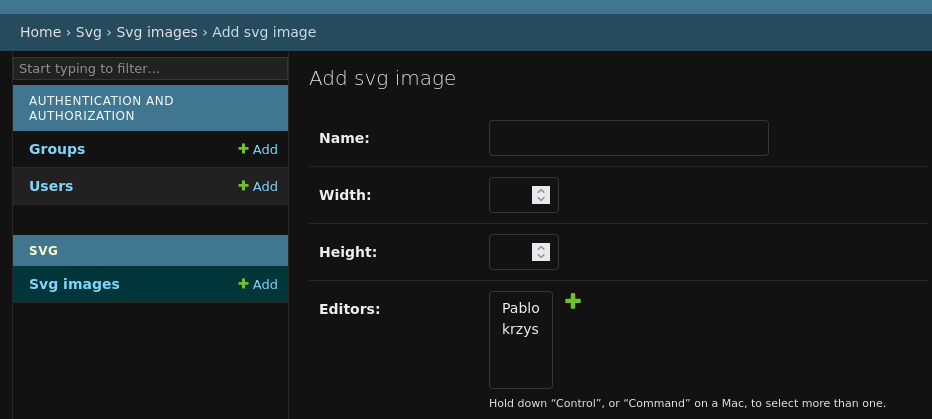 Home › Svg › Svg images › Add svg image
Start typing to filter…
AUTHENTICATION AND
AUTHORIZATION
Groups
Add
Users
Add
SVG
Svg images
Add
Add svg image
Name:
Width:
Height:
Editors:
Pablo
krzys
Hold down “Control”, or “Command” on a Mac, to select more than one.